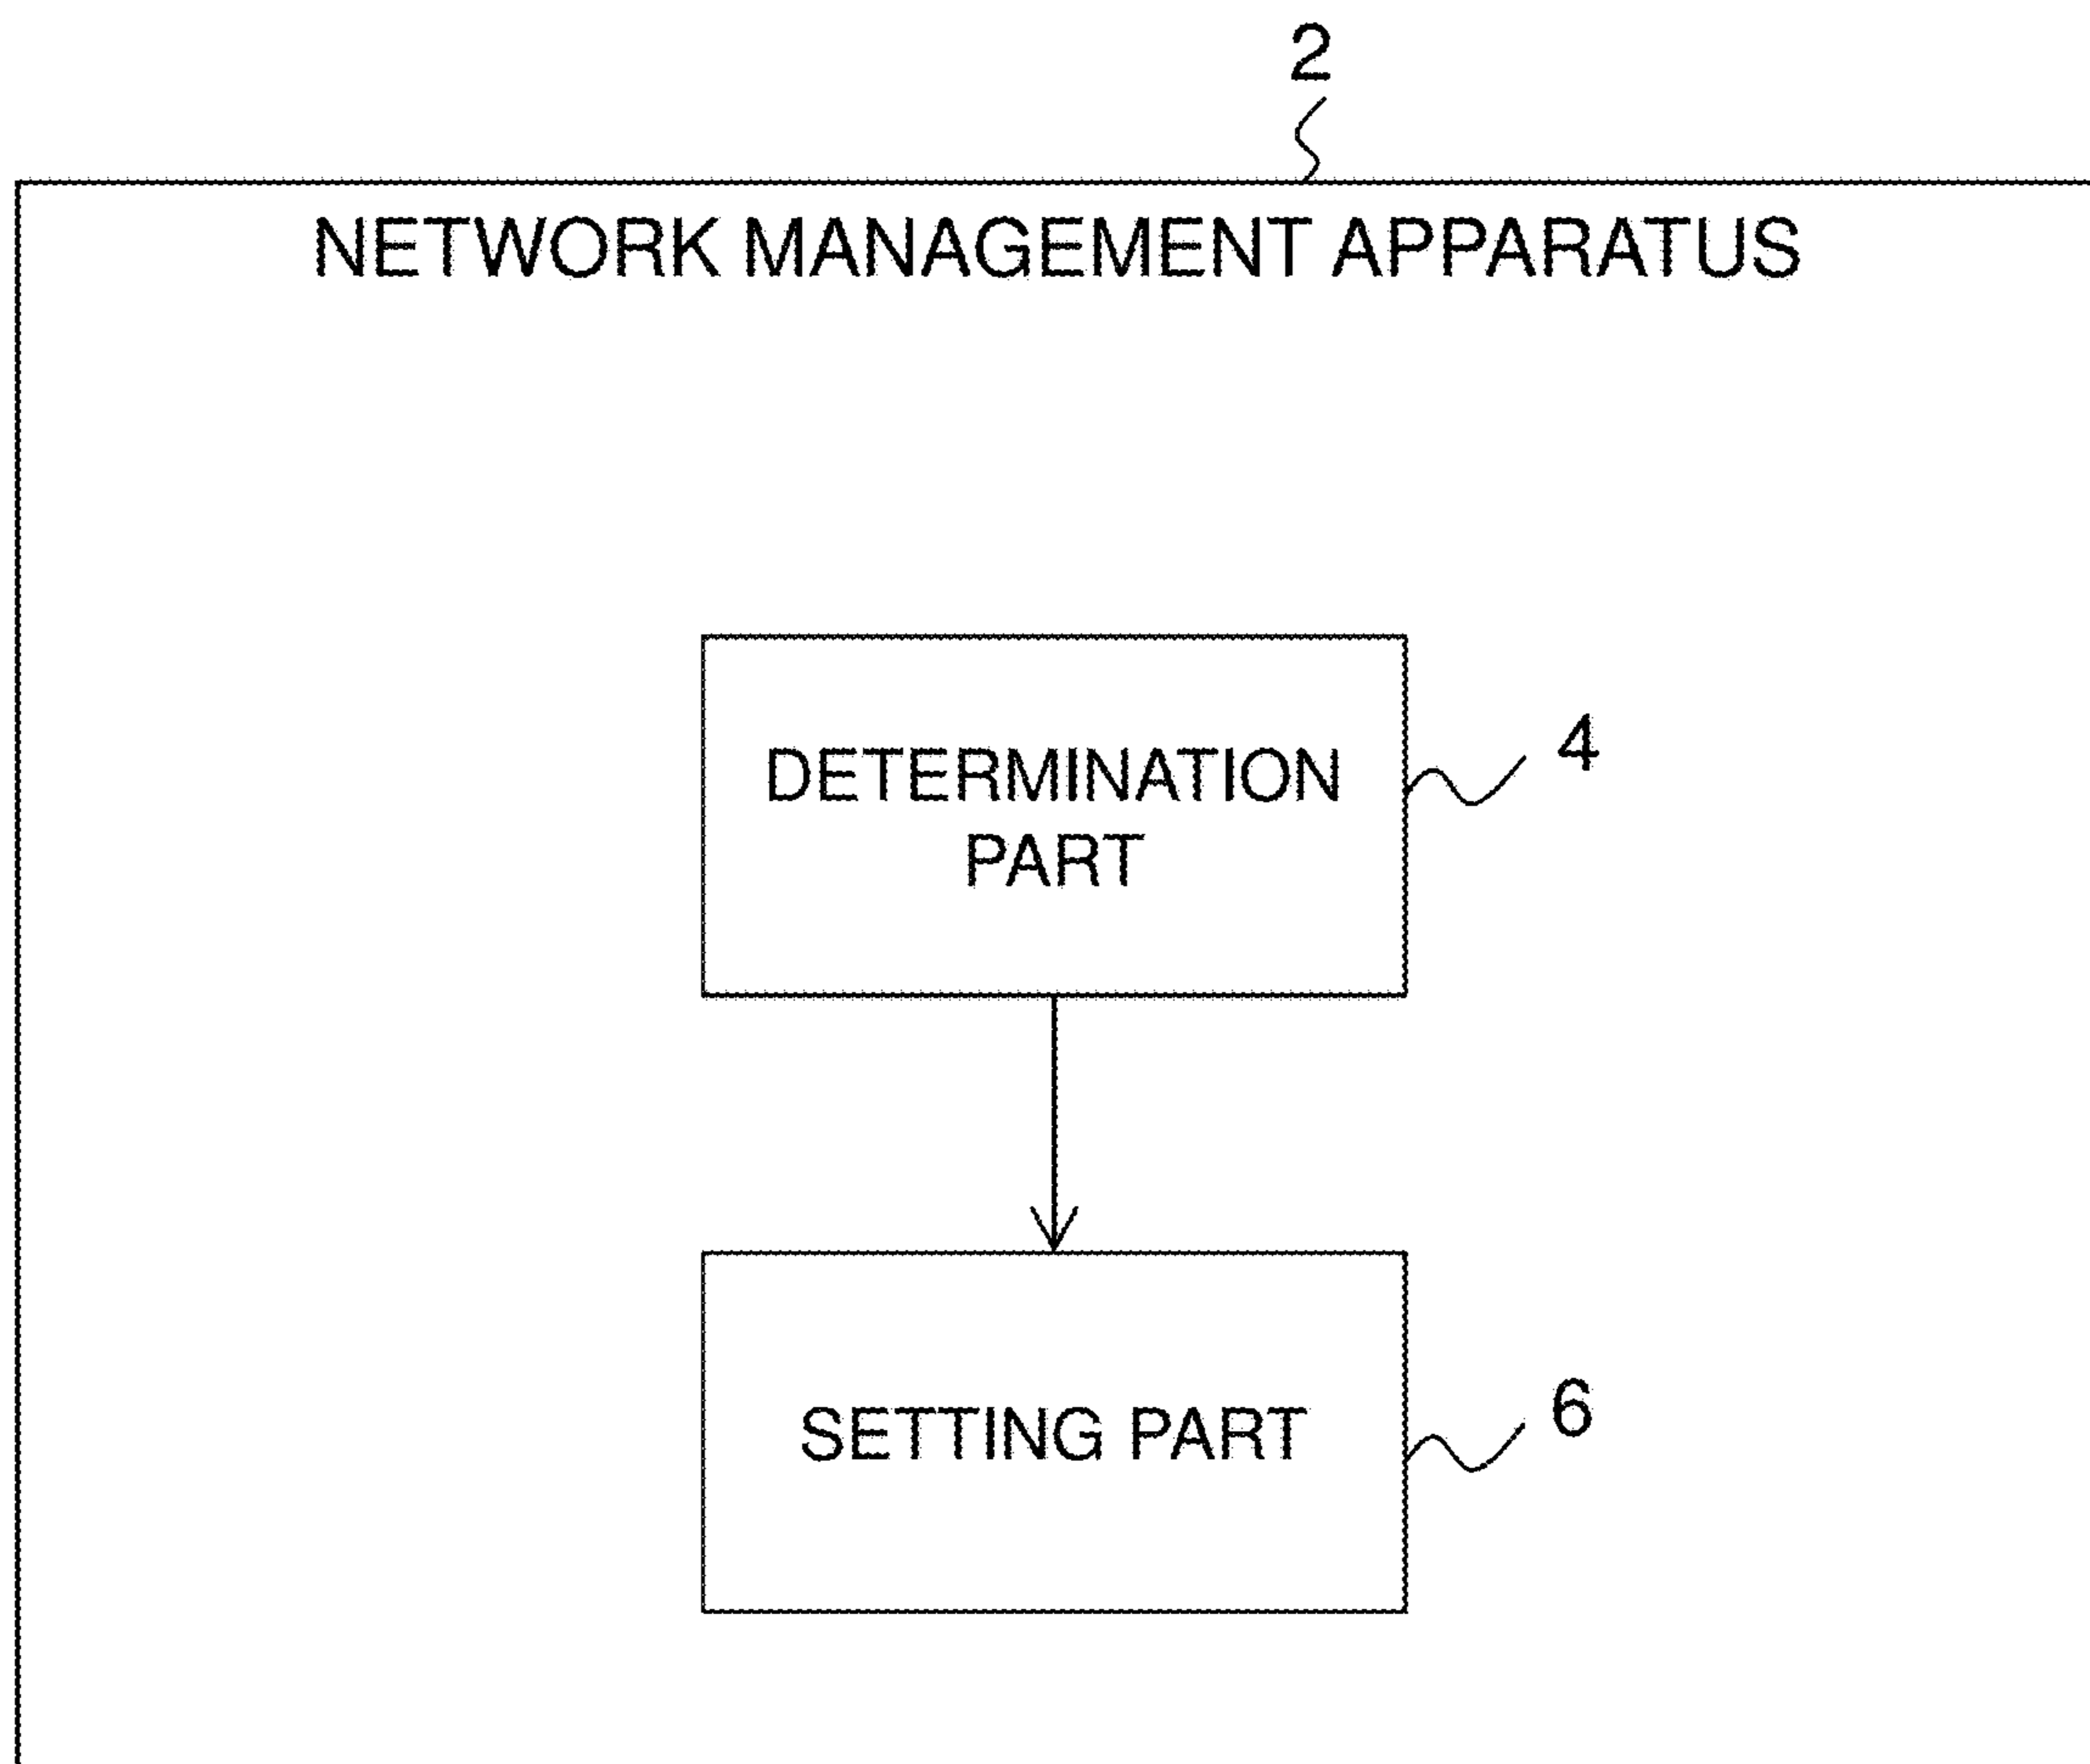 2
NETWORK MANAGEMENT APPARATUS
DETERMINATION
PART
4
SETTING PART
6